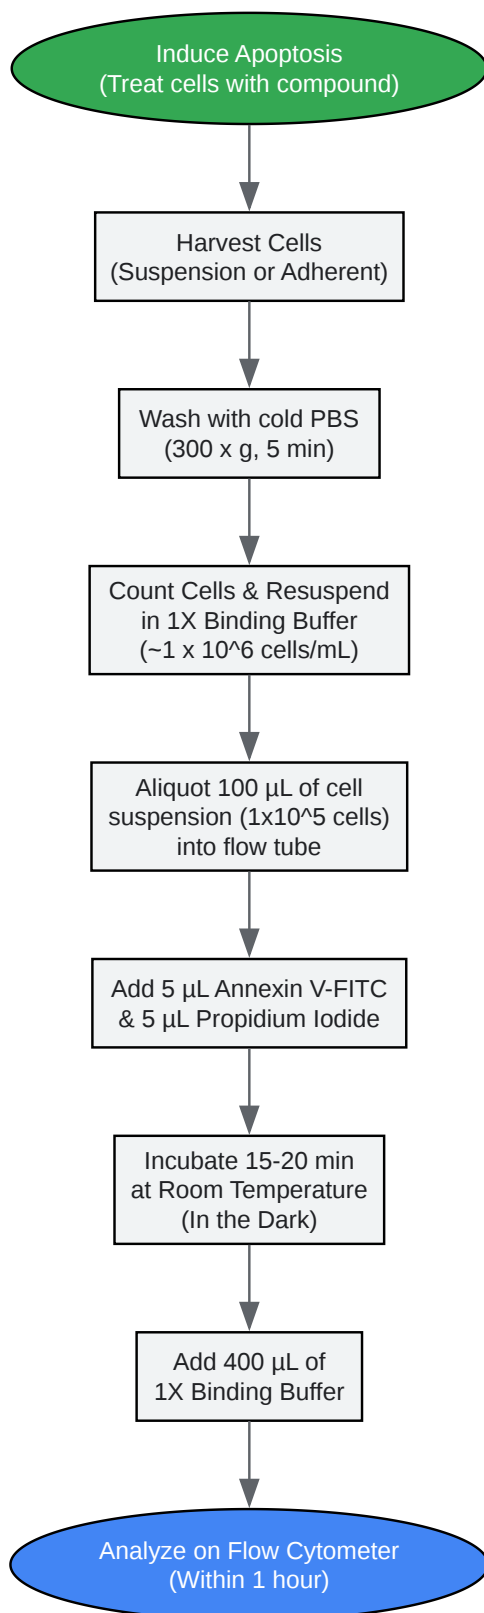 Induce Apoptosis
(Treat cells with compound)
Harvest Cells
(Suspension or Adherent)
Wash with cold PBS
(300 x g, 5 min)
Count Cells & Resuspend
in 1X Binding Buffer
(~1 x 10^6 cells/mL)
Aliquot 100 µL of cell
suspension (1x10^5 cells)
into flow tube
Add 5 µL Annexin V-FITC
& 5 µL Propidium Iodide
Incubate 15-20 min
at Room Temperature
(In the Dark)
Add 400 µL of
1X Binding Buffer
Analyze on Flow Cytometer
(Within 1 hour)